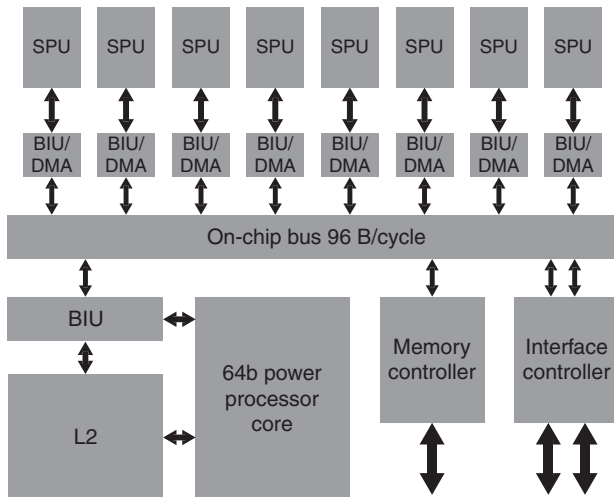 SPU SPU SPU SPU SPU SPU SPU SPU
BIU/ BIU/ BIU/ BIU/ BIU/ BIU/ BIU/ BIU/
DMA DMA DMA DMA DMA DMA DMA DMA
On-chip bus 96 B/cycle
BIU
L2
64b power
processor
core
Memory
controller
Interface
controller